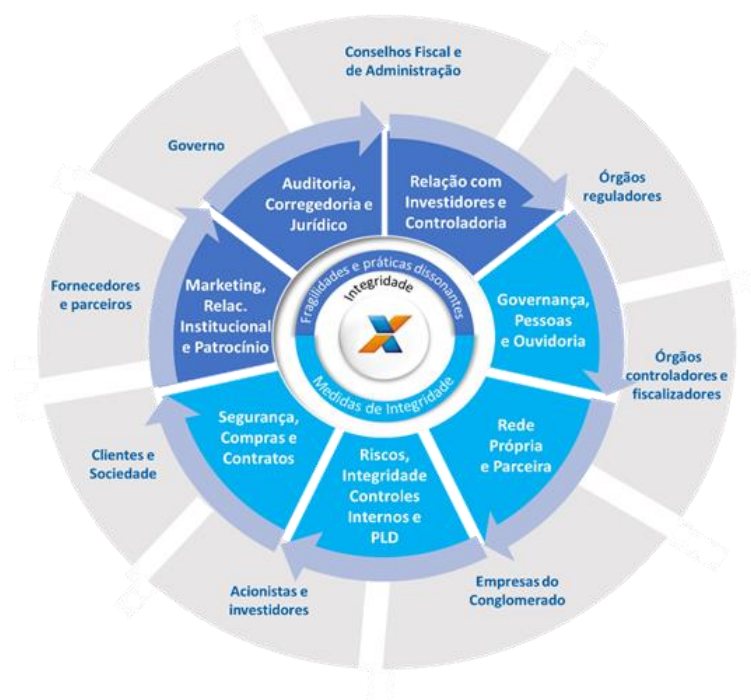 Conselhos Fiscal e
de Administração
Órgãos
reguladores
Órgãos
controladores e
fiscalizadores
Empresas do
Conglomerado
Acionistas e
investidores
Clientes e
Sociedade
Fornecedores
e parceiros
Governo
Auditoria,
Corregedoria e
Jurídico
Relação com
Investidores e
Controladoria
Governança,
Pessoas
e Ouvidoria
Rede
Própria
e Parceira
Riscos,
Integridade
Controles
Internos e
PLD
Segurança,
Compras e
Contratos
Marketing,
Relac.
Institucional
e Patrocínio
Fragilidades e práticas dissonantes
Integridade
Medidas de Integridade